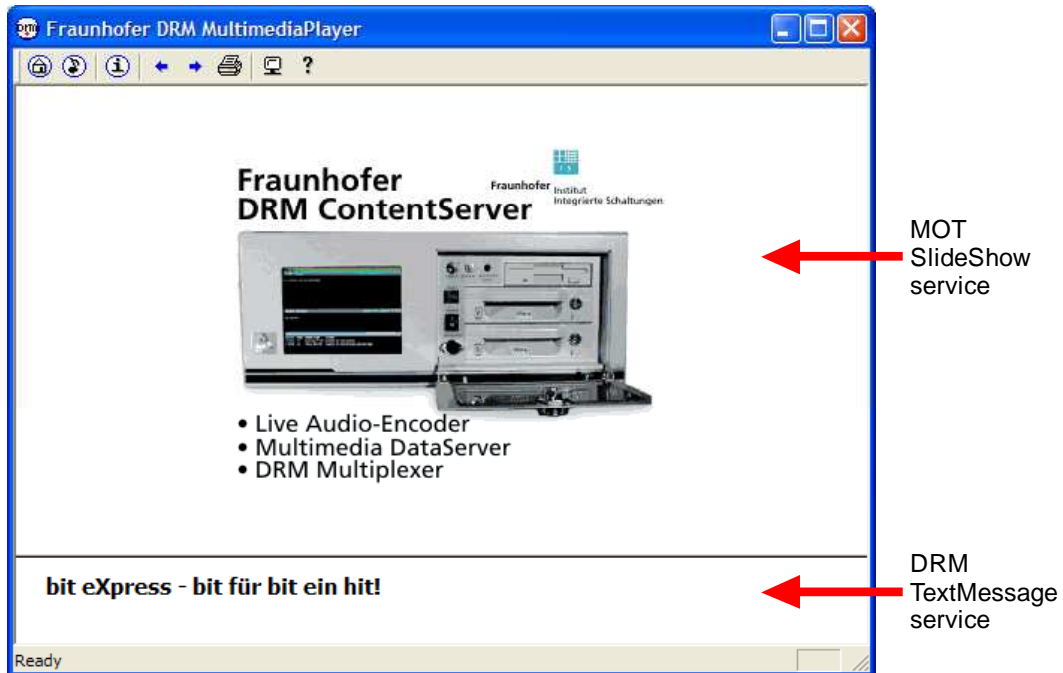 Fraunhofer DRM MultimediaPlayer
?
Fraunhofer
DRM ContentServer
Fraunhofer Institut
Integrierte Schaltungen
• Live Audio-Encoder
• Multimedia DataServer
• DRM Multiplexer
MOT
SlideShow
service
bit eXpress - bit für bit ein hit!
DRM
TextMessage
service
Ready